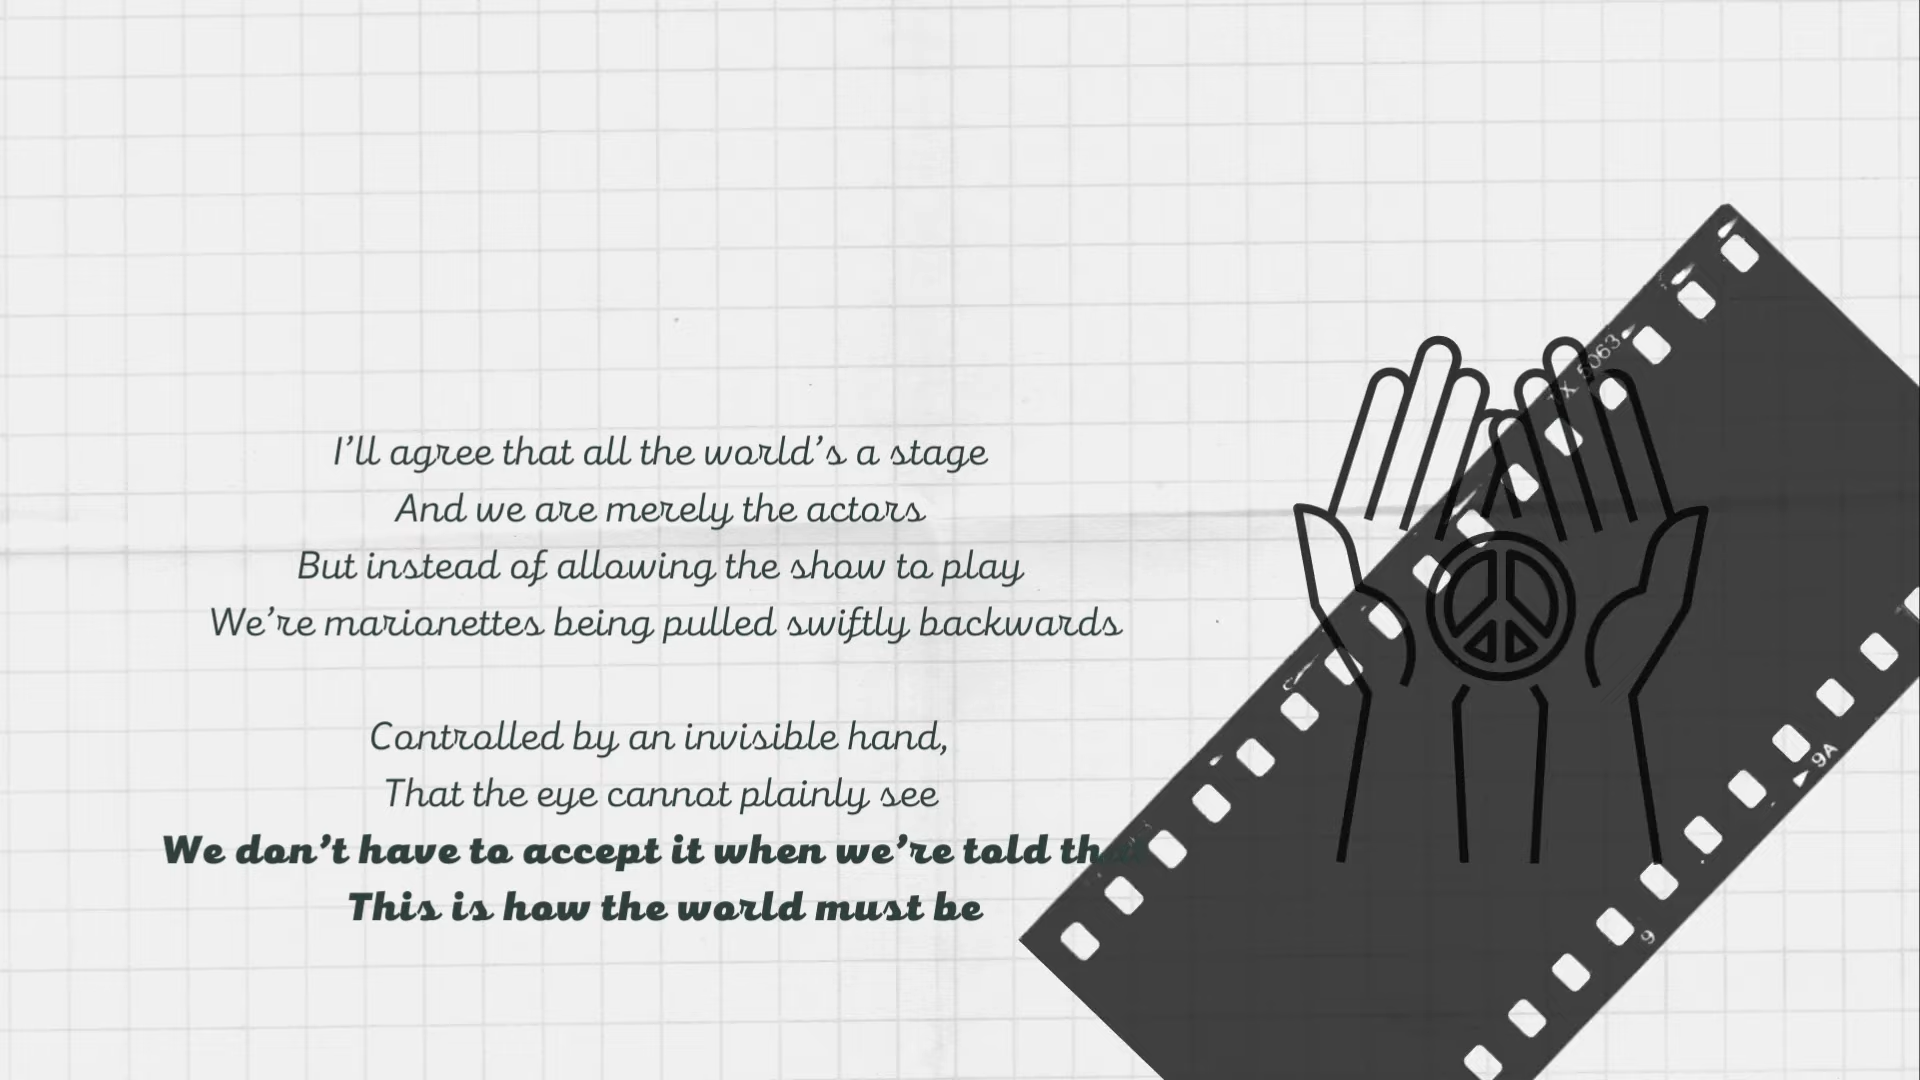 I’ll agree that all the world’s a stage
And we are merely the actors
But instead of allowing the show to play
We’re marionettes being pulled swiftly backwards
Controlled by an invisible hand,
That the eye cannot plainly see
We don’t have to accept it when we’re told that
This is how the world must be
5063
9A
9